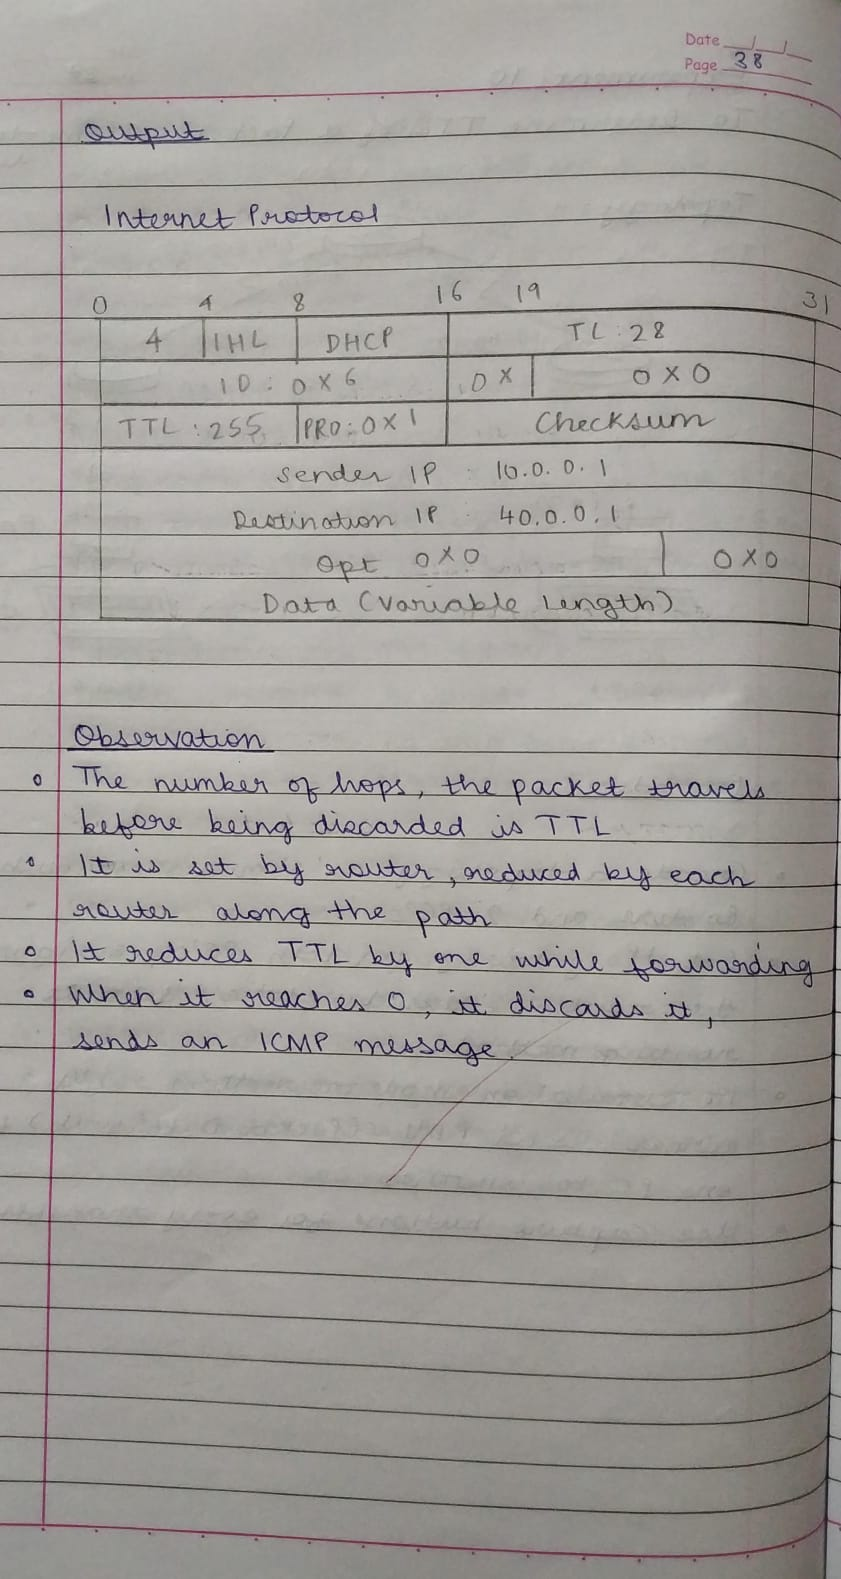 Date __/__/__
Page 38
Output
Internet Protocol
0 4 8 16 19 31
4 IHL DHCP TL : 28
ID : 0x6 0x 0x0
TTL : 255 PRO : 0x1 Checksum
Sender IP : 10.0.0.1
Destination IP : 40.0.0.1
Opt 0x0 0x0
Data (Variable Length)
Observation
The number of hops, the packet travels
before being discarded is TTL
It is set by router, reduced by each
router along the path
It reduces TTL by one while forwarding
When it reaches 0, it discards it,
sends an ICMP message.